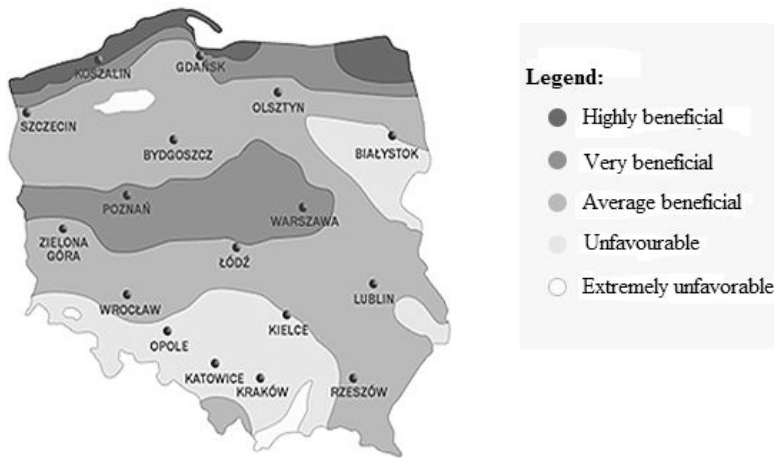 KOSZALIN
GDAŃSK
OLSZTYN
SZCZECIN
BYDGOSZCZ
BIAŁYSTOK
POZNAŃ
WARSZAWA
ZIELONA
GÓRA
ŁÓDŹ
LUBLIN
WROCŁAW
KIELCE
OPOLE
KATOWICE
KRAKÓW
RZESZÓW
Legend:
Highly beneficial
Very beneficial
Average beneficial
Unfavourable
Extremely unfavorable